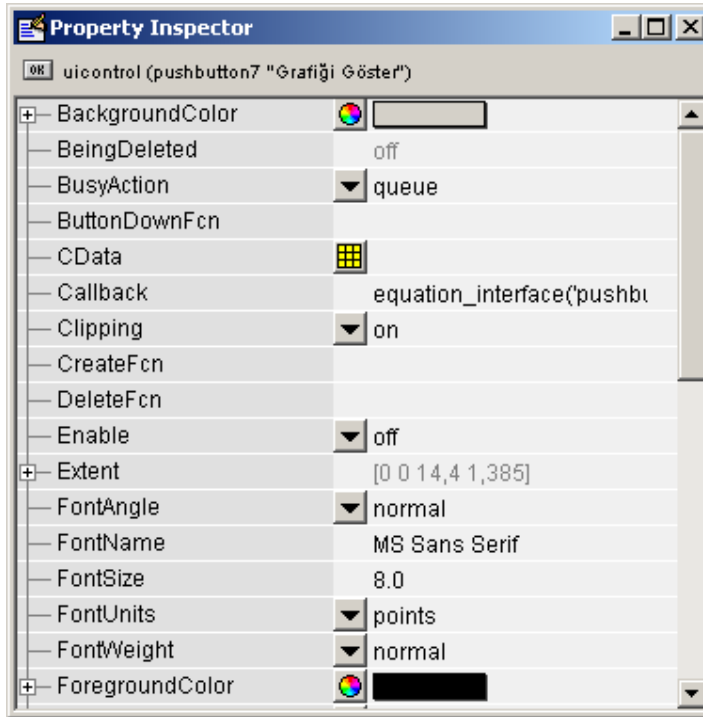 Property Inspector
OK uicontrol (pushbutton7 "Grafiği Göster")
BackgroundColor
BeingDeleted off
BusyAction queue
ButtonDownFcn
CData
Callback equation_interface('pushbu
Clipping on
CreateFcn
DeleteFcn
Enable off
Extent [0 0 14,4 1,385]
FontAngle normal
FontName MS Sans Serif
FontSize 8.0
FontUnits points
FontWeight normal
ForegroundColor